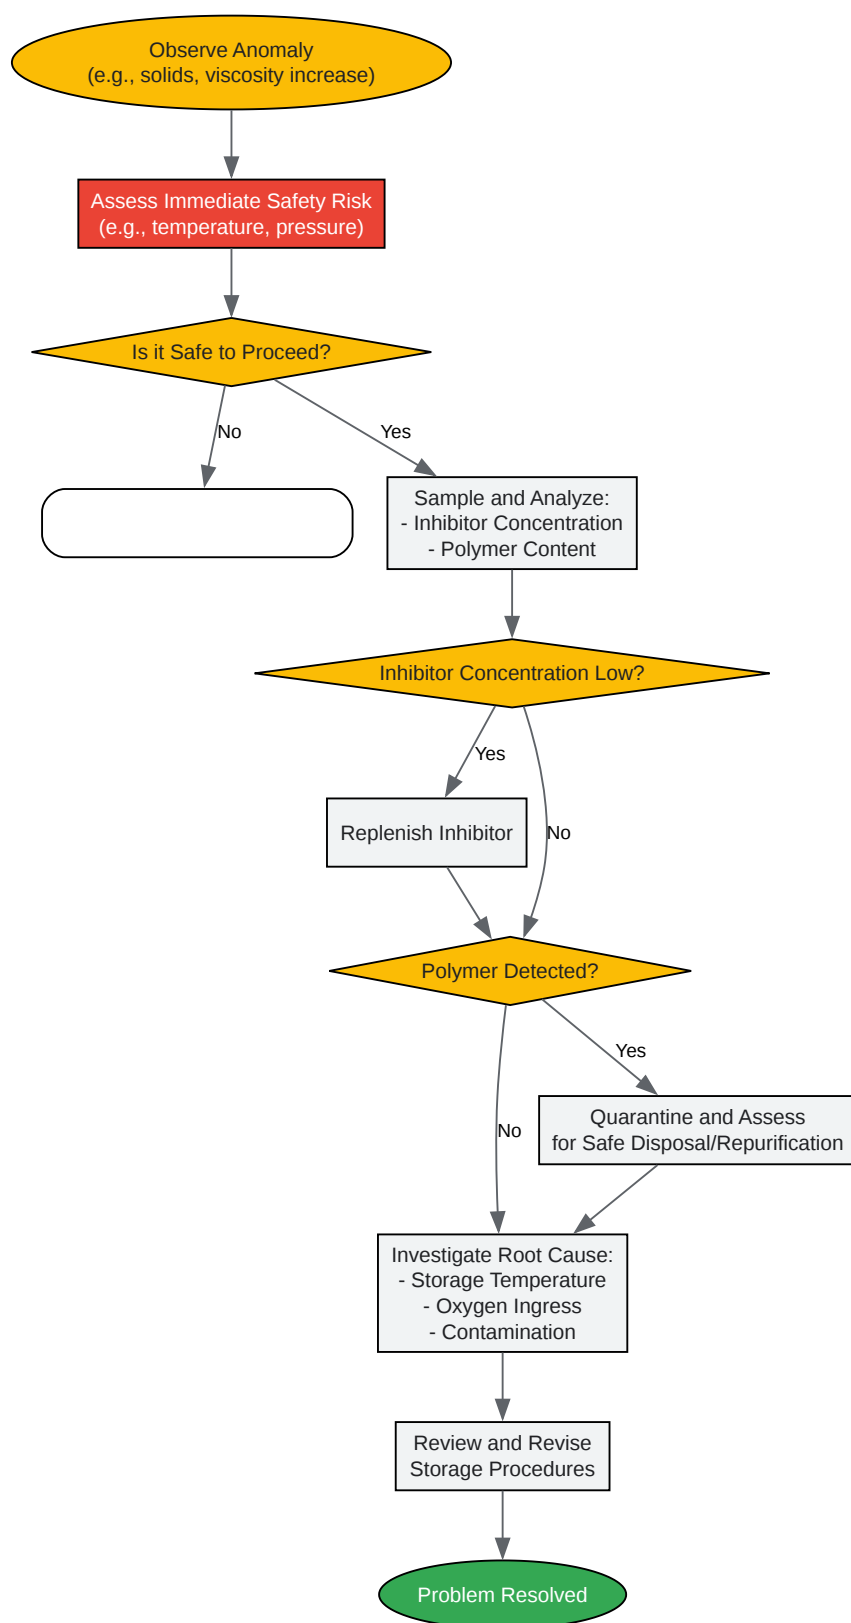 Observe Anomaly
(e.g., solids, viscosity increase)
Assess Immediate Safety Risk
(e.g., temperature, pressure)
Is it Safe to Proceed?
No
Yes
Sample and Analyze:
- Inhibitor Concentration
- Polymer Content
Inhibitor Concentration Low?
Yes
Replenish Inhibitor
No
Polymer Detected?
Yes
Quarantine and Assess
for Safe Disposal/Repurification
No
Investigate Root Cause:
- Storage Temperature
- Oxygen Ingress
- Contamination
Review and Revise
Storage Procedures
Problem Resolved